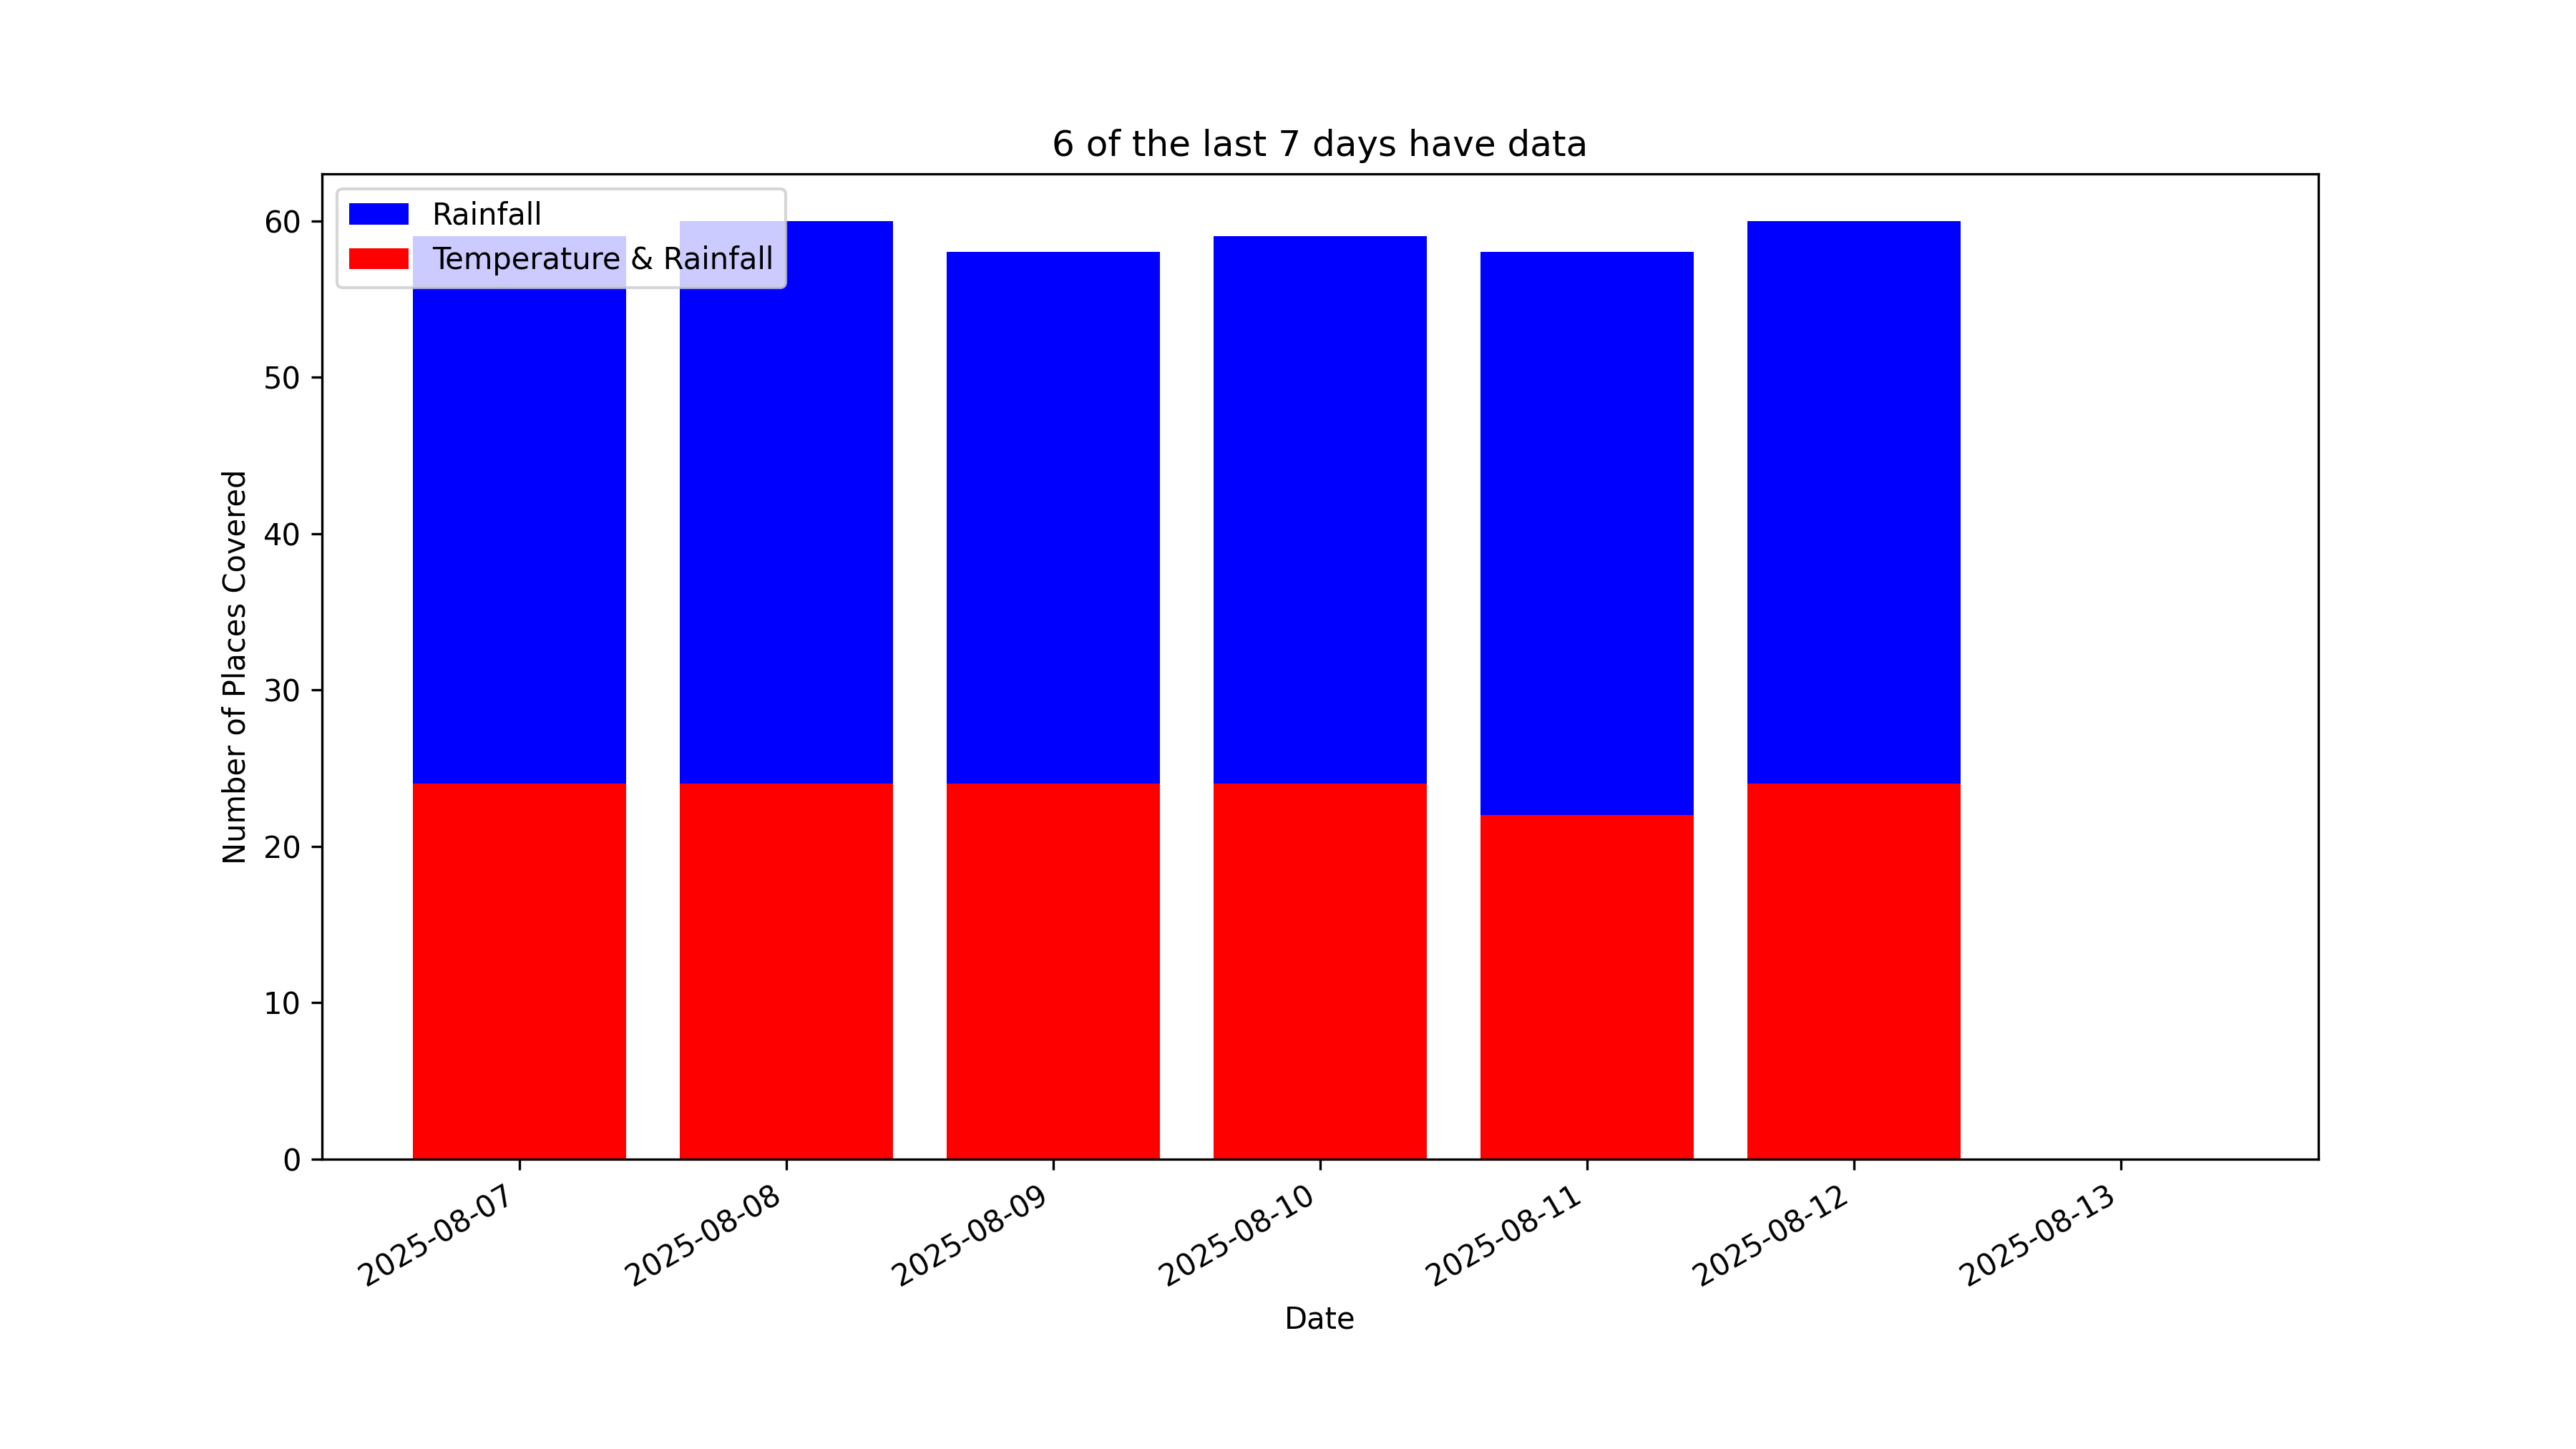 6 of the last 7 days have data
Rainfall
Temperature & Rainfall
60
50
40
30
20
10
0
Number of Places Covered
2025-08-07
2025-08-08
2025-08-09
2025-08-10
2025-08-11
2025-08-12
2025-08-13
Date